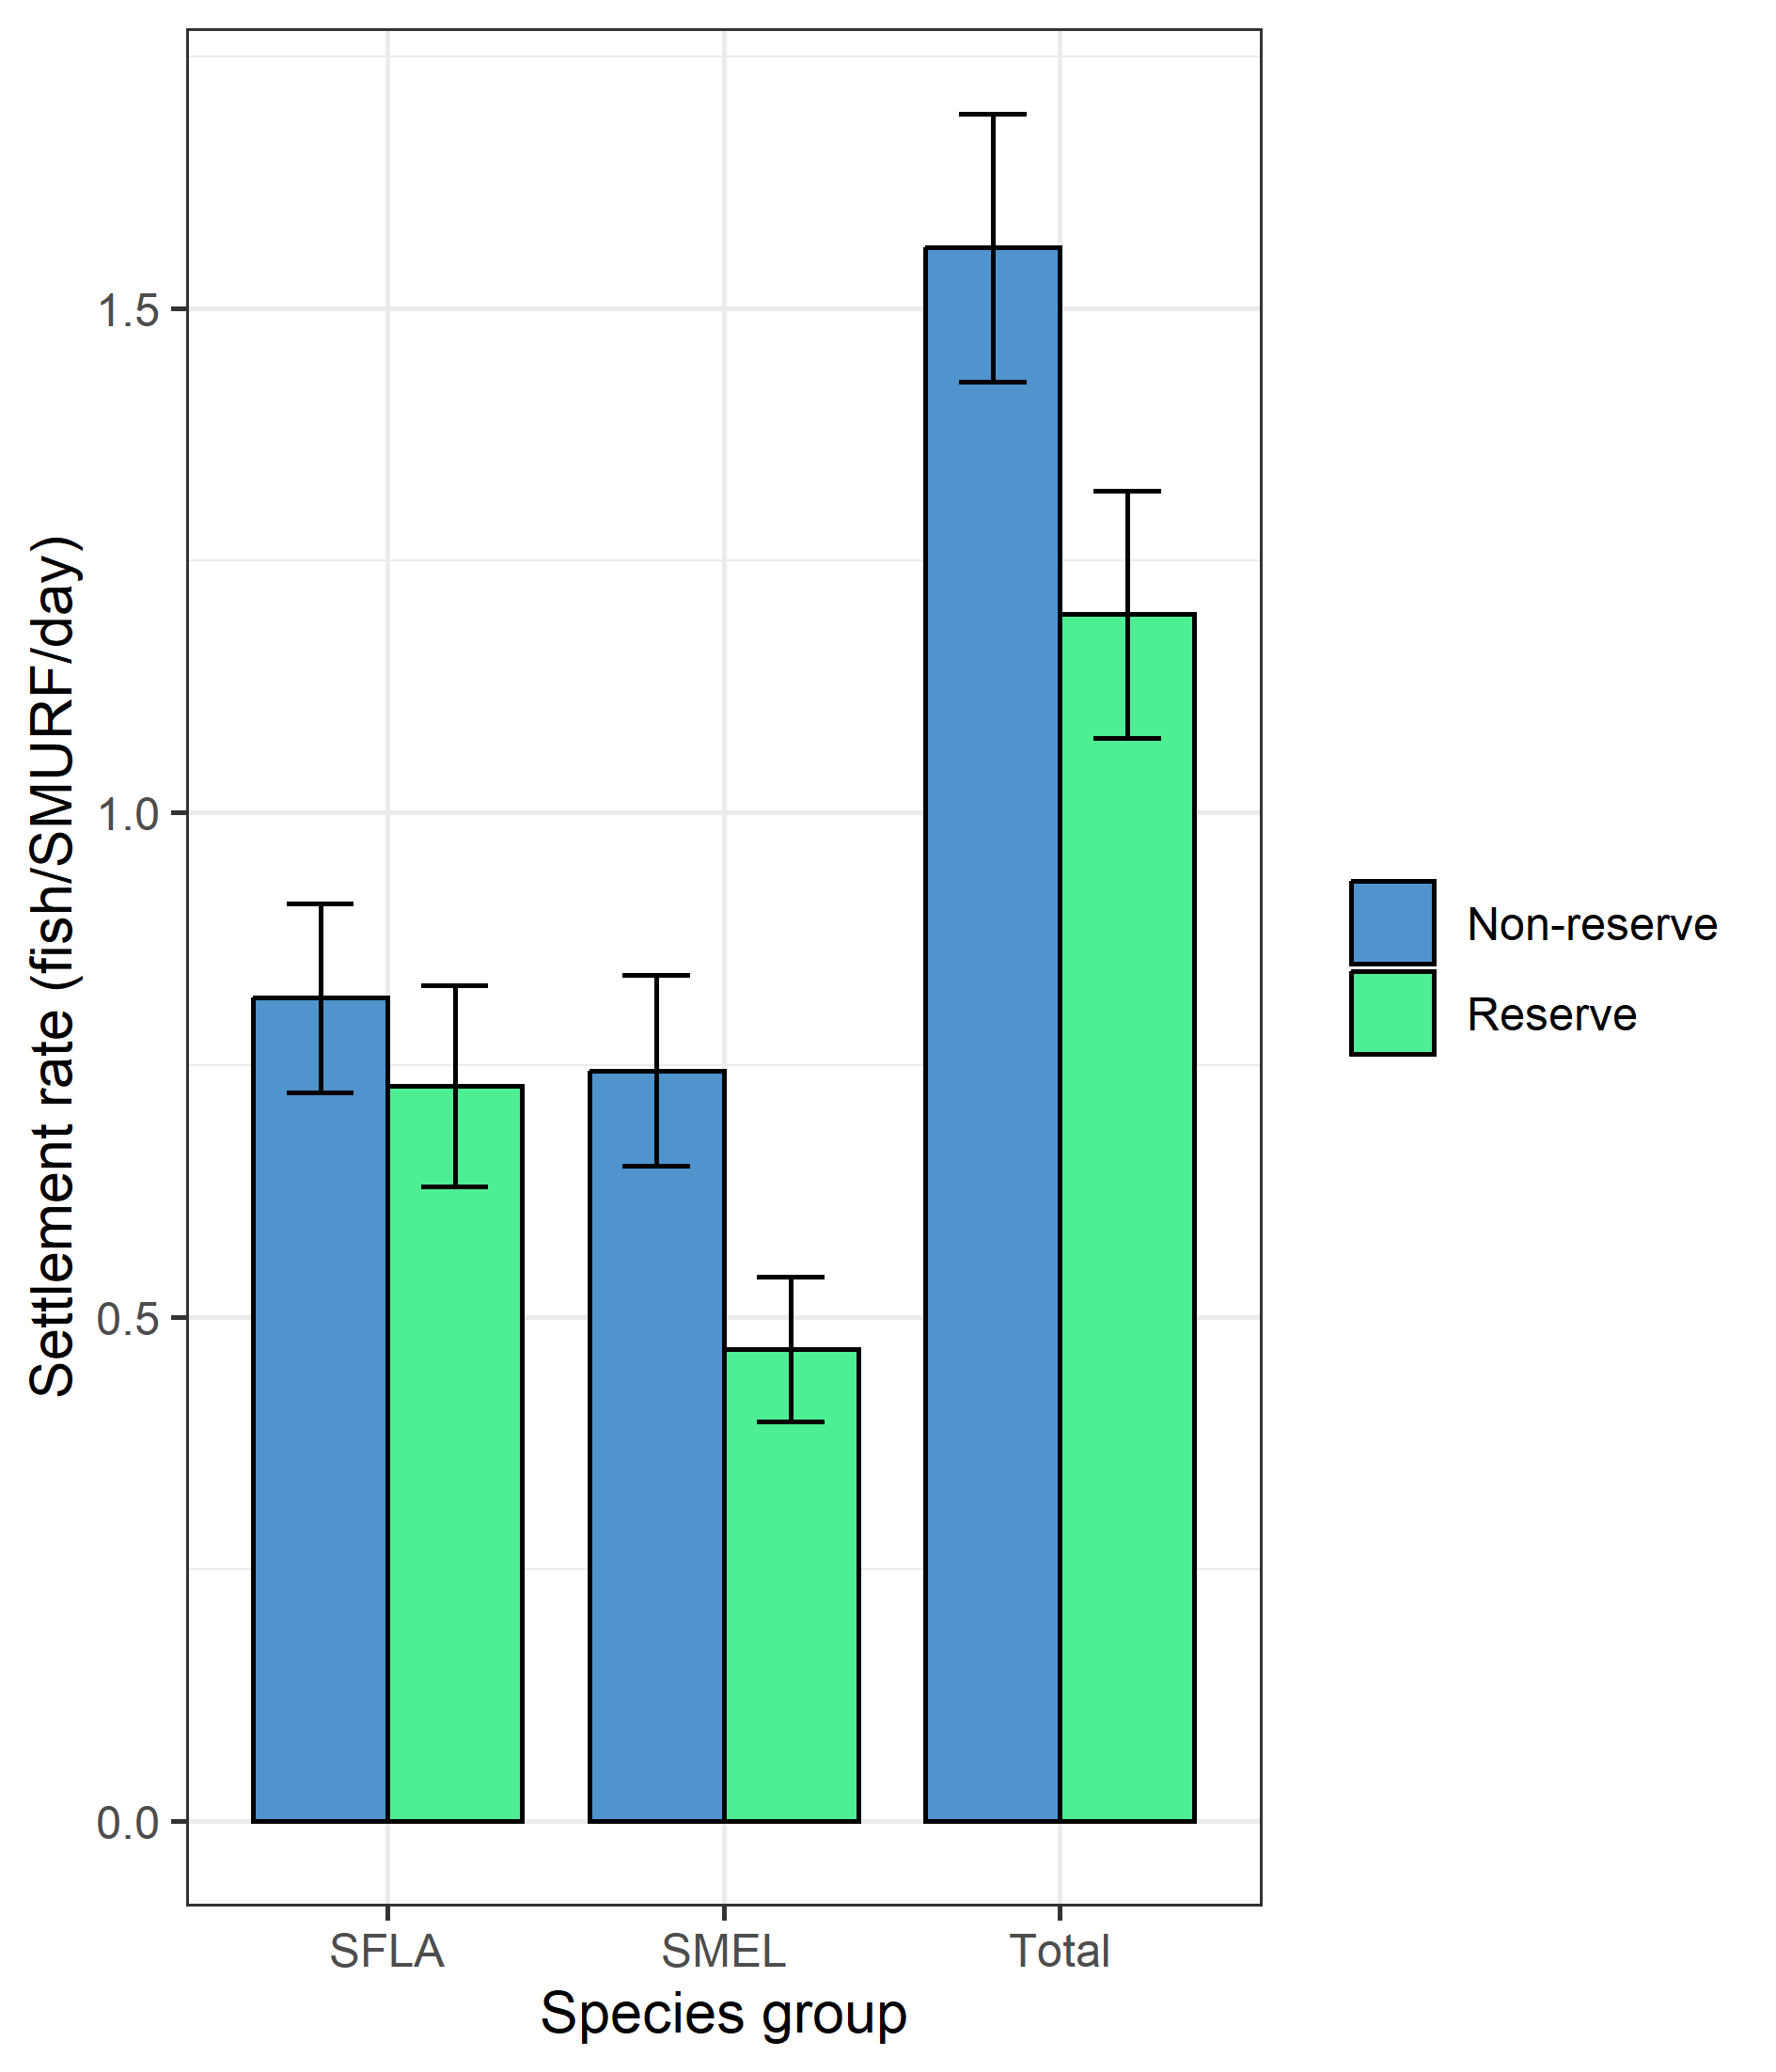 Settlement rate (fish/SMURF/day)
1.5
1.0
0.5
0.0
SFLA
SMEL
Total
Species group
Non-reserve
Reserve